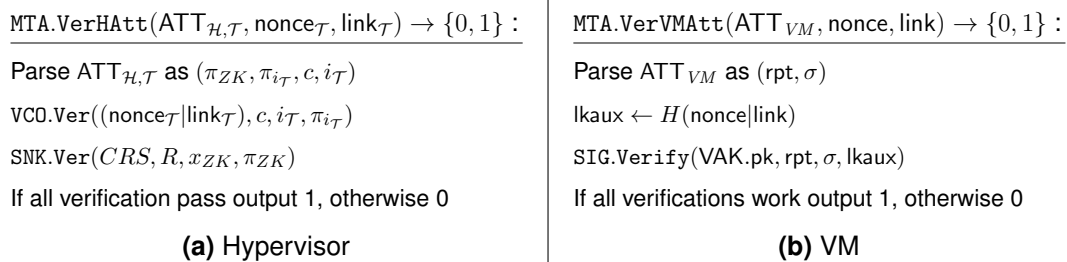 MTA.VerHAtt(ATT_{ℋ,𝒯}, nonce_𝒯, link_𝒯) → {0, 1} :
Parse ATT_{ℋ,𝒯} as (π_{ZK}, π_{i_𝒯}, c, i_𝒯)
VCO.Ver((nonce_𝒯|link_𝒯), c, i_𝒯, π_{i_𝒯})
SNK.Ver(CRS, R, x_{ZK}, π_{ZK})
If all verification pass output 1, otherwise 0
(a) Hypervisor
MTA.VerVMAtt(ATT_{VM}, nonce, link) → {0, 1} :
Parse ATT_{VM} as (rpt, σ)
lkaux ← H(nonce|link)
SIG.Verify(VAK.pk, rpt, σ, lkaux)
If all verifications work output 1, otherwise 0
(b) VM